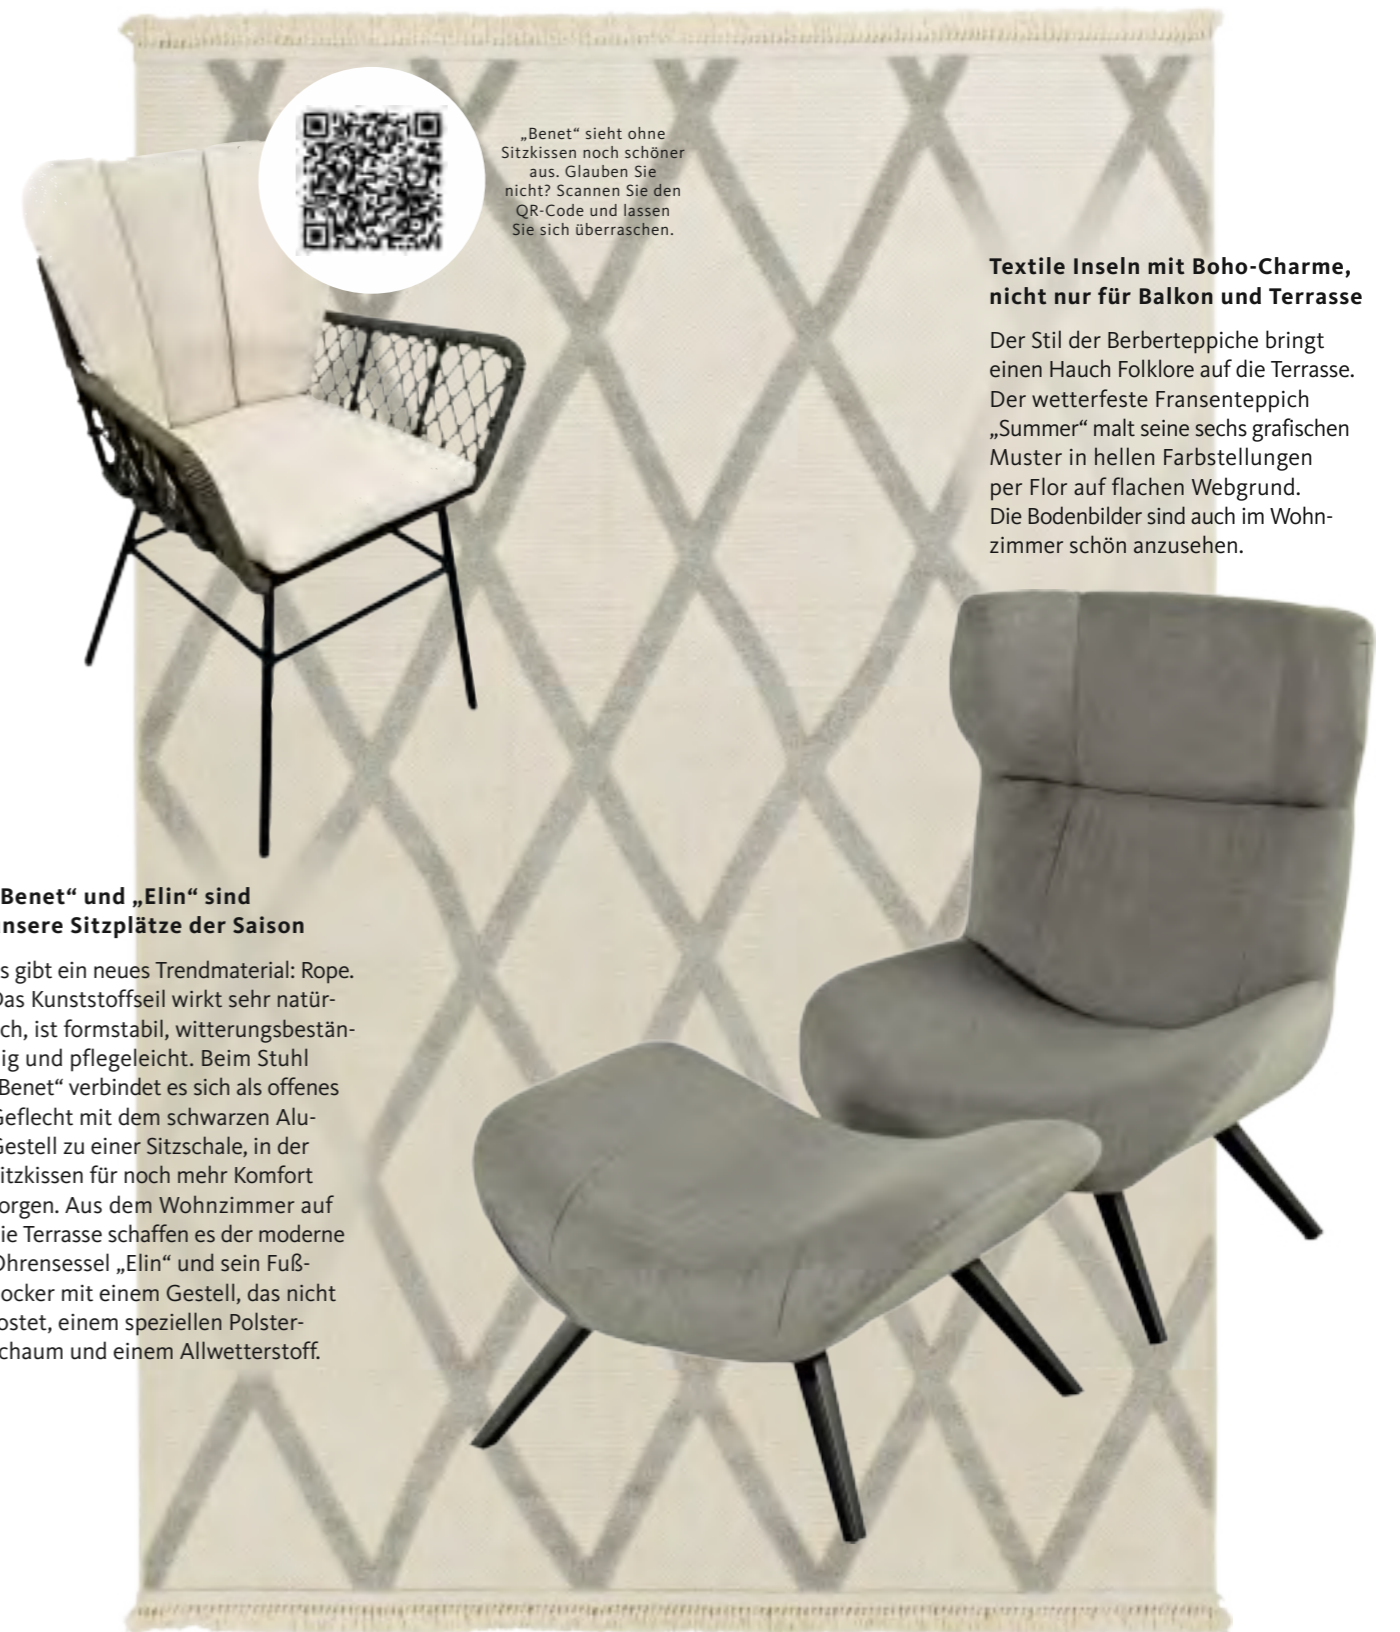 „Benet“ sieht ohne
Sitzkissen noch schöner
aus. Glauben Sie
nicht? Scannen Sie den
QR-Code und lassen
Sie sich überraschen.
Textile Inseln mit Boho-Charme,
nicht nur für Balkon und Terrasse
Der Stil der Berberteppiche bringt
einen Hauch Folklore auf die Terrasse.
Der wetterfeste Fransenteppich
„Summer“ malt seine sechs grafischen
Muster in hellen Farbstellungen
per Flor auf flachen Webgrund.
Die Bodenbilder sind auch im Wohn-
zimmer schön anzusehen.
Benet“ und „Elin“ sind
nsere Sitzplätze der Saison
s gibt ein neues Trendmaterial: Rope.
Das Kunststoffseil wirkt sehr natür-
ch, ist formstabil, witterungsbestän-
ig und pflegeleicht. Beim Stuhl
Benet“ verbindet es sich als offenes
Geflecht mit dem schwarzen Alu-
Gestell zu einer Sitzschale, in der
itzkissen für noch mehr Komfort
orgen. Aus dem Wohnzimmer auf
ie Terrasse schaffen es der moderne
Ohrensessel „Elin“ und sein Fuß-
ocker mit einem Gestell, das nicht
ostet, einem speziellen Polster-
chaum und einem Allwetterstoff.